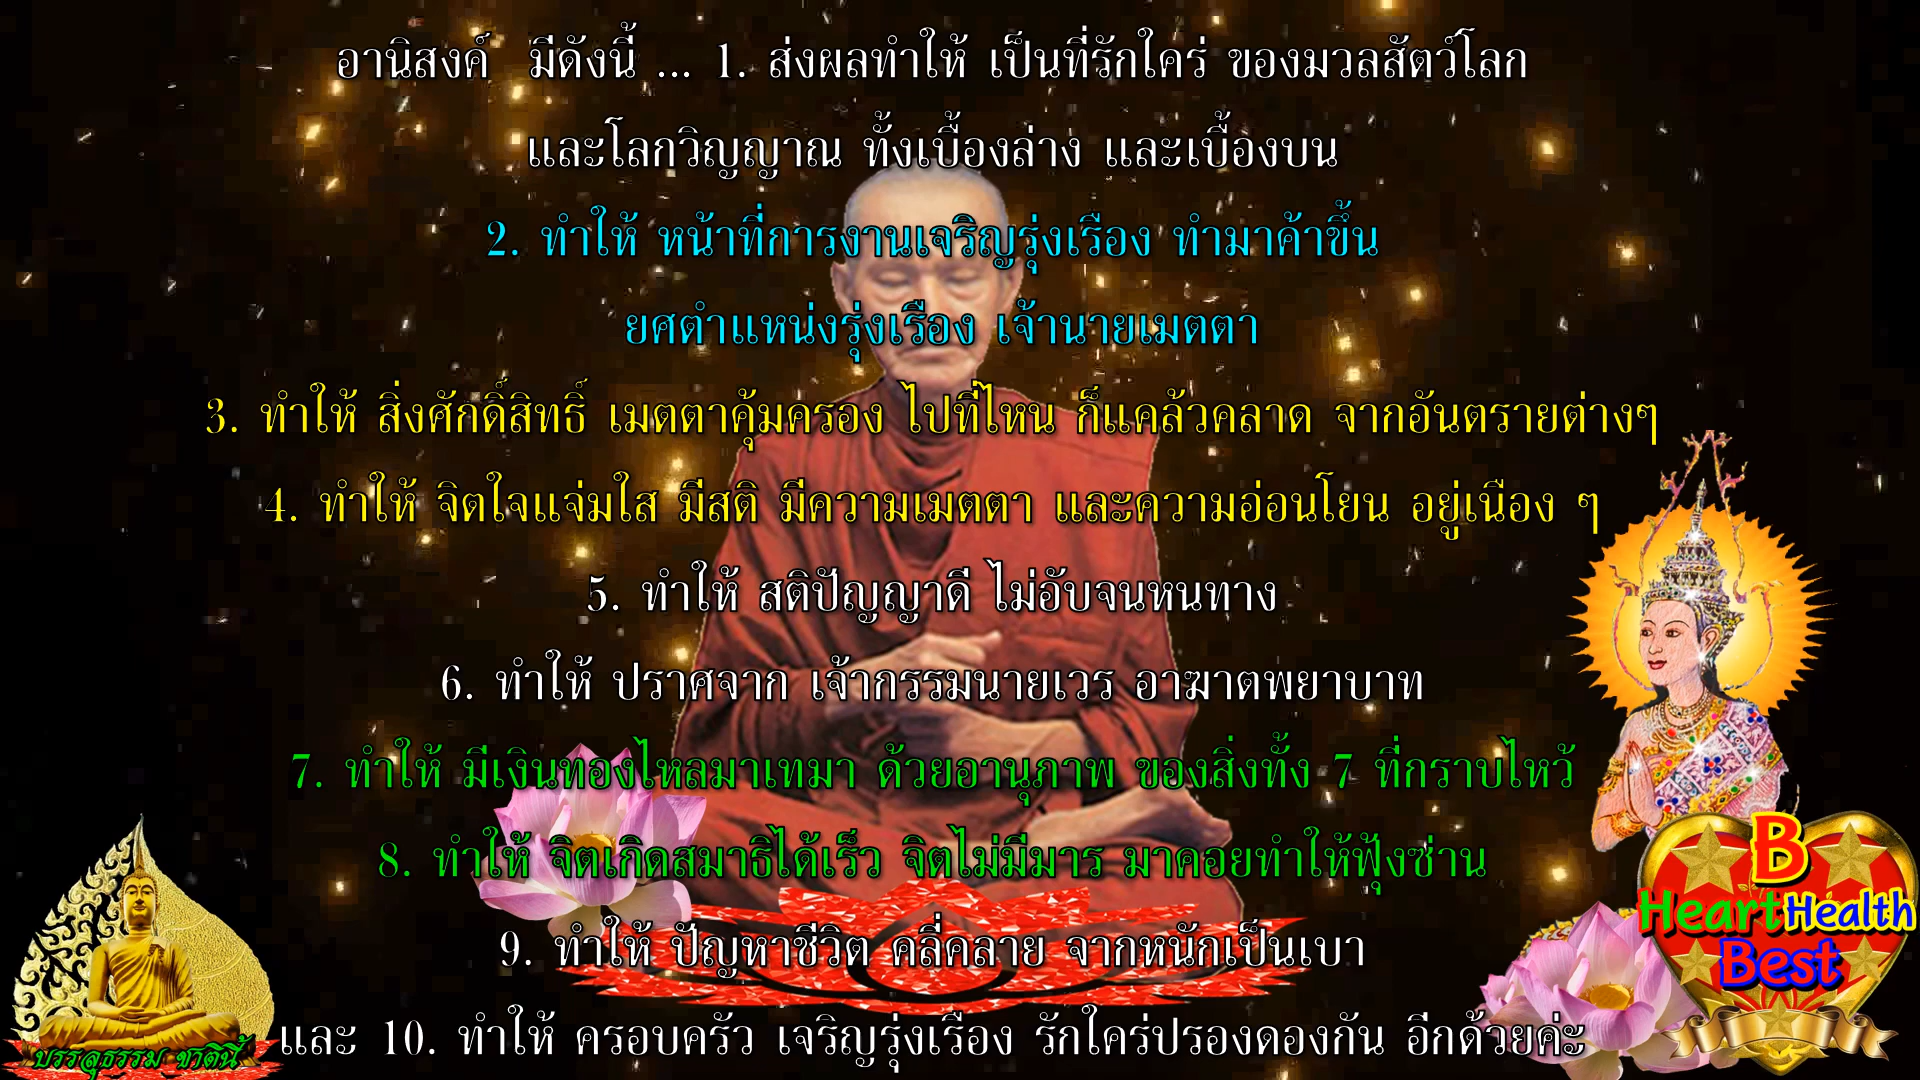 อานิสงค์ มีดังนี้ ... 1. ส่งผลทำให้ เป็นที่รักใคร่ ของมวลสัตว์โลก
และโลกวิญญาณ ทั้งเบื้องล่าง และเบื้องบน
2. ทำให้ หน้าที่การงานเจริญรุ่งเรือง ทำมาค้าขึ้น
ยศตำแหน่งรุ่งเรือง เจ้านายเมตตา
3. ทำให้ สิ่งศักดิ์สิทธิ์ เมตตาคุ้มครอง ไปที่ไหน ก็แคล้วคลาด จากอันตรายต่างๆ
4. ทำให้ จิตใจแจ่มใส มีสติ มีความเมตตา และความอ่อนโยน อยู่เนือง ๆ
5. ทำให้ สติปัญญาดี ไม่อับจนหนทาง
6. ทำให้ ปราศจาก เจ้ากรรมนายเวร อาฆาตพยาบาท
7. ทำให้ มีเงินทองไหลมาเทมา ด้วยอานุภาพ ของสิ่งทั้ง 7 ที่กราบไหว้
8. ทำให้ จิตเกิดสมาธิได้เร็ว จิตไม่มีมาร มาคอยทำให้ฟุ้งซ่าน
9. ทำให้ ปัญหาชีวิต คลี่คลาย จากหนักเป็นเบา
และ 10. ทำให้ ครอบครัว เจริญรุ่งเรือง รักใคร่ปรองดองกัน อีกด้วยค่ะ
บรรลุธรรม ชาตินี้
B
Heart Health
Best